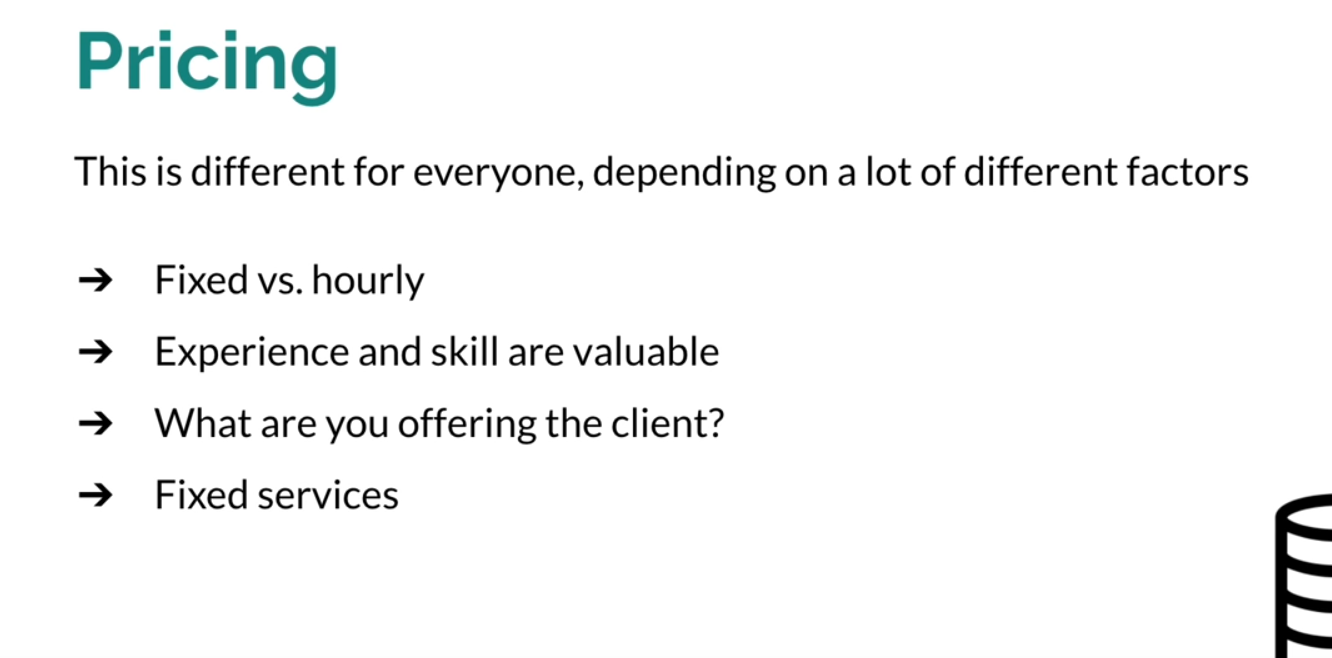 Pricing
This is different for everyone, depending on a lot of different factors
➔ Fixed vs. hourly
➔ Experience and skill are valuable
➔ What are you offering the client?
➔ Fixed services